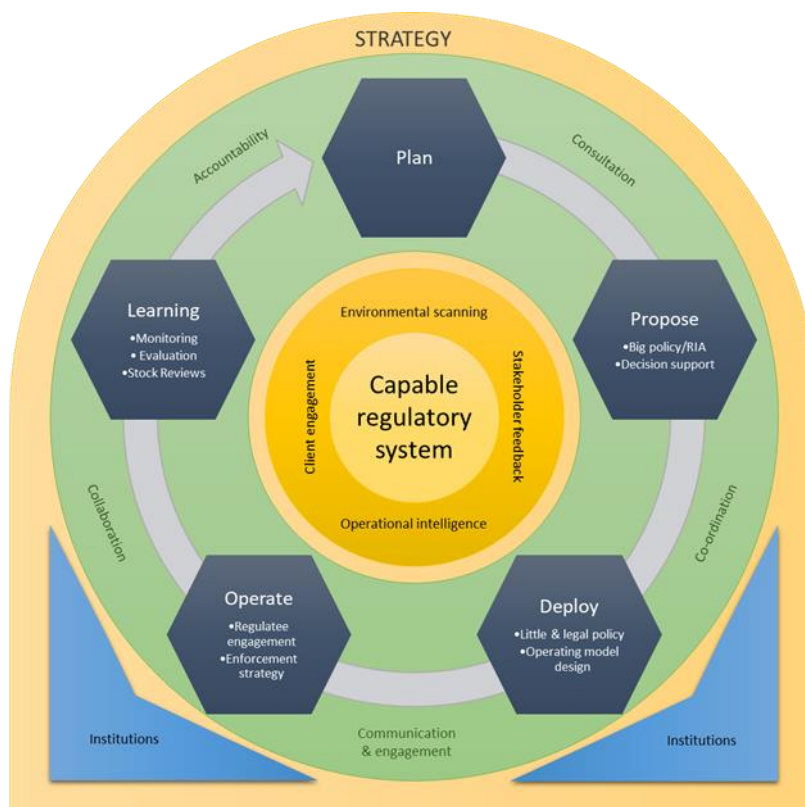 STRATEGY
Accountability
Consultation
Plan
Learning
•Monitoring
• Evaluation
•Stock Reviews
Propose
•Big policy/RIA
•Decision support
Environmental scanning
Client engagement
Stakeholder feedback
Capable
regulatory
system
Operational intelligence
Collaboration
Co-ordination
Operate
•Regulatee
engagement
•Enforcement
strategy
Deploy
•Little & legal policy
•Operating model
design
Communication
& engagement
Institutions
Institutions